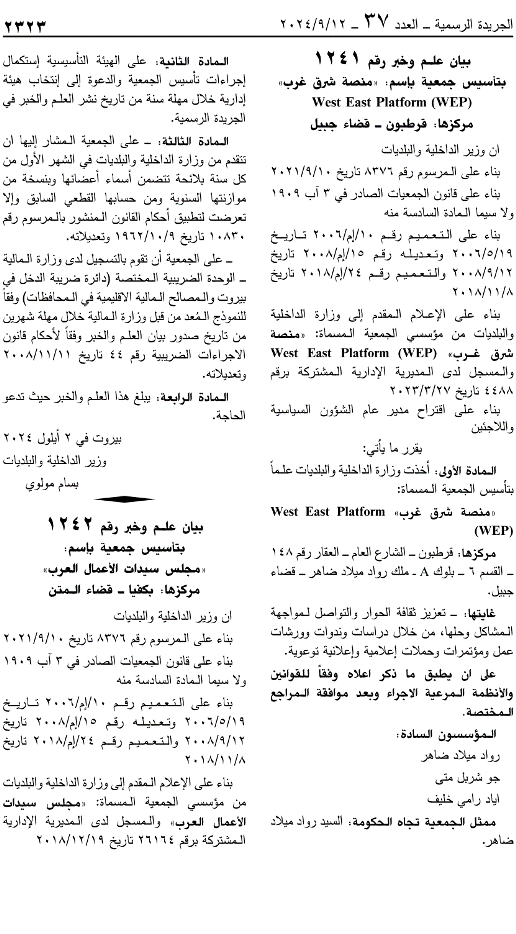 الجريدة الرسمية ــ العدد ٣٧ ــ ٢٠٢٤/٩/١٢
٢٣٢٣
بيان علم وخبر رقم ١٢٤١
بتأسيس جمعية بإسم: «منصة شرق غرب»
West East Platform (WEP)
مركزها: قرطبون ــ قضاء جبيل
ان وزير الداخلية والبلديات
بناء على المرسوم رقم ٨٣٧٦ تاريخ ٢٠٢١/٩/١٠
بناء على قانون الجمعيات الصادر في ٣ آب ١٩٠٩
ولا سيما المادة السادسة منه
بناء على التعميم رقم ١٠/إم/٢٠٠٦ تاريخ
٢٠٠٦/٥/١٩ وتعديله رقم ١٥/إم/٢٠٠٨ تاريخ
٢٠٠٨/٩/١٢ والتعميم رقم ٢٤/إم/٢٠١٨ تاريخ
٢٠١٨/١١/٨
بناء على الإعلام المقدم إلى وزارة الداخلية
والبلديات من مؤسسي الجمعية المسماة: «منصة
شرق غرب» West East Platform (WEP)
والمسجل لدى المديرية الإدارية المشتركة برقم
٤٤٨٨ تاريخ ٢٠٢٣/٣/٢٧
بناء على اقتراح مدير عام الشؤون السياسية
واللاجئين
يقرر ما يأتي:
المادة الأولى: أخذت وزارة الداخلية والبلديات علماً
بتأسيس الجمعية المسماة:
«منصة شرق غرب» West East Platform
(WEP)
مركزها: قرطبون ــ الشارع العام ــ العقار رقم ١٤٨
ــ القسم ٦ ــ بلوك A ــ ملك رواد ميلاد ضاهر ــ قضاء
جبيل.
غايتها: ــ تعزيز ثقافة الحوار والتواصل لمواجهة
المشاكل وحلها، من خلال دراسات وندوات وورشات
عمل ومؤتمرات وحملات إعلامية وإعلانية توعوية.
على ان يطبق ما ذكر اعلاه وفقاً للقوانين
والأنظمة المرعية الاجراء وبعد موافقة المراجع
المختصة.
المؤسسون السادة:
رواد ميلاد ضاهر
جو شربل متى
اياد رامي خليف
ممثل الجمعية تجاه الحكومة: السيد رواد ميلاد
ضاهر.
المادة الثانية: على الهيئة التأسيسية إستكمال
إجراءات تأسيس الجمعية والدعوة إلى إنتخاب هيئة
إدارية خلال مهلة سنة من تاريخ نشر العلم والخبر في
الجريدة الرسمية.
المادة الثالثة: ــ على الجمعية المشار إليها ان
تتقدم من وزارة الداخلية والبلديات في الشهر الأول من
كل سنة بلائحة تتضمن أسماء أعضائها وبنسخة من
موازنتها السنوية ومن حسابها القطعي السابق وإلا
تعرضت لتطبيق أحكام القانون المنشور بالمرسوم رقم
١٠٨٣٠ تاريخ ١٩٦٢/١٠/٩ وتعديلاته.
ــ على الجمعية أن تقوم بالتسجيل لدى وزارة المالية
ــ الوحدة الضريبية المختصة (دائرة ضريبة الدخل في
بيروت والمصالح المالية الاقليمية في المحافظات) وفقاً
للنموذج المُعد من قبل وزارة المالية خلال مهلة شهرين
من تاريخ صدور بيان العلم والخبر وفقاً لأحكام قانون
الاجراءات الضريبية رقم ٤٤ تاريخ ٢٠٠٨/١١/١١
وتعديلاته.
المادة الرابعة: يبلغ هذا العلم والخبر حيث تدعو
الحاجة.
بيروت في ٢ أيلول ٢٠٢٤
وزير الداخلية والبلديات
بسام مولوي
بيان علم وخبر رقم ١٢٤٢
بتأسيس جمعية بإسم:
«مجلس سيدات الأعمال العرب»
مركزها: بكفيا ــ قضاء المتن
ان وزير الداخلية والبلديات
بناء على المرسوم رقم ٨٣٧٦ تاريخ ٢٠٢١/٩/١٠
بناء على قانون الجمعيات الصادر في ٣ آب ١٩٠٩
ولا سيما المادة السادسة منه
بناء على التعميم رقم ١٠/إم/٢٠٠٦ تاريخ
٢٠٠٦/٥/١٩ وتعديله رقم ١٥/إم/٢٠٠٨ تاريخ
٢٠٠٨/٩/١٢ والتعميم رقم ٢٤/إم/٢٠١٨ تاريخ
٢٠١٨/١١/٨
بناء على الإعلام المقدم إلى وزارة الداخلية والبلديات
من مؤسسي الجمعية المسماة: «مجلس سيدات
الأعمال العرب» والمسجل لدى المديرية الإدارية
المشتركة برقم ٢٦١٦٤ تاريخ ٢٠١٨/١٢/١٩